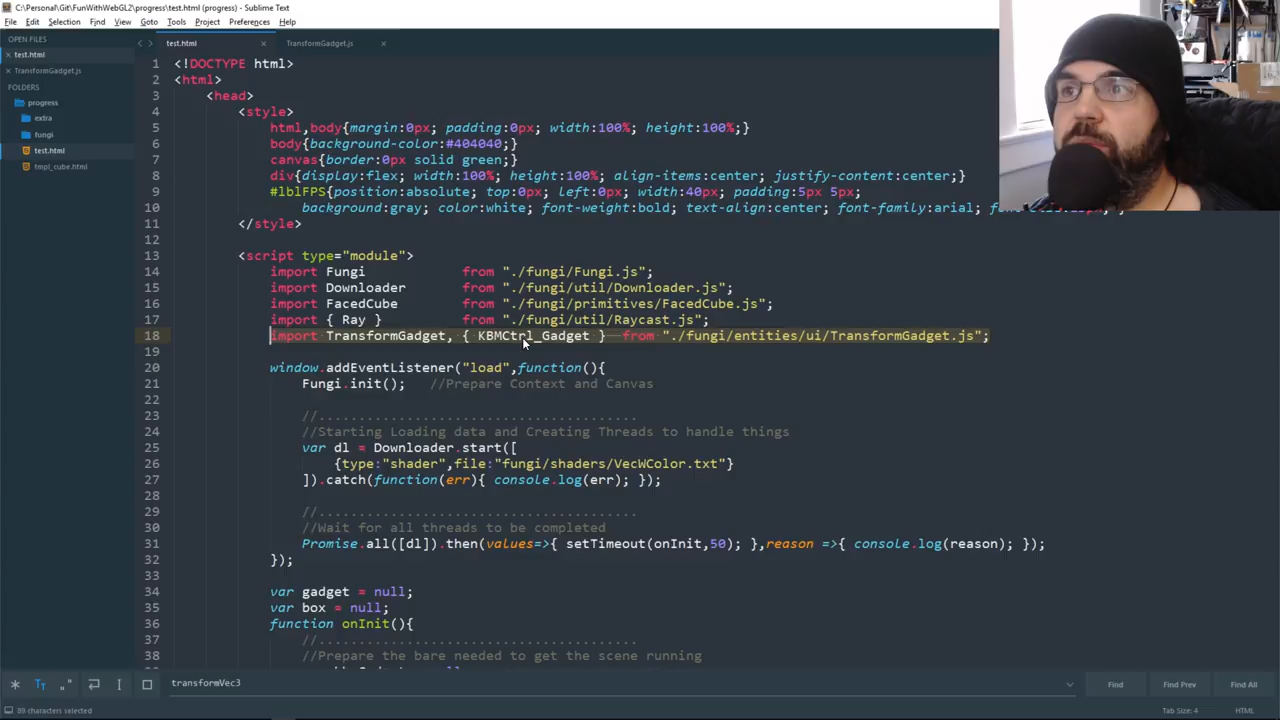 C:\Personal\Git\FunWithWebGL2\progress\test.html (progress) - Sublime Text
File Edit Selection Find View Goto Tools Project Preferences Help
OPEN FILES
test.html
TransformGadget.js
FOLDERS
progress
extra
fungi
test.html
tmpl_cube.html
test.html
TransformGadget.js
1 <!DOCTYPE html>
2 <html>
3 <head>
4 <style>
5 html,body{margin:0px; padding:0px; width:100%; height:100%;}
6 body{background-color:#404040;}
7 canvas{border:0px solid green;}
8 div{display:flex; width:100%; height:100%; align-items:center; justify-content:center;}
9 #lblFPS{position:absolute; top:0px; left:0px; width:40px; padding:5px 5px;
10 background:gray; color:white; font-weight:bold; text-align:center; font-family:arial;
11 </style>
12
13 <script type="module">
14 import Fungi from "./fungi/Fungi.js";
15 import Downloader from "./fungi/util/Downloader.js";
16 import FacedCube from "./fungi/primitives/FacedCube.js";
17 import { Ray } from "./fungi/util/Raycast.js";
18 import TransformGadget, { KBMCtrl_Gadget } from "./fungi/entities/ui/TransformGadget.js";
19
20 window.addEventListener("load",function(){
21 Fungi.init(); //Prepare Context and Canvas
22
23 //........................................
24 //Starting Loading data and Creating Threads to handle things
25 var dl = Downloader.start([
26 {type:"shader",file:"fungi/shaders/VecWColor.txt"}
27 ]).catch(function(err){ console.log(err); });
28
29 //........................................
30 //Wait for all threads to be completed
31 Promise.all([dl]).then(values=>{ setTimeout(onInit,50); },reason =>{ console.log(reason); });
32 });
33
34 var gadget = null;
35 var box = null;
36 function onInit(){
37 //........................................
38 //Prepare the bare needed to get the scene running
transformVec3
Find
Find Prev
Find All
89 characters selected
Tab Size: 4
HTML